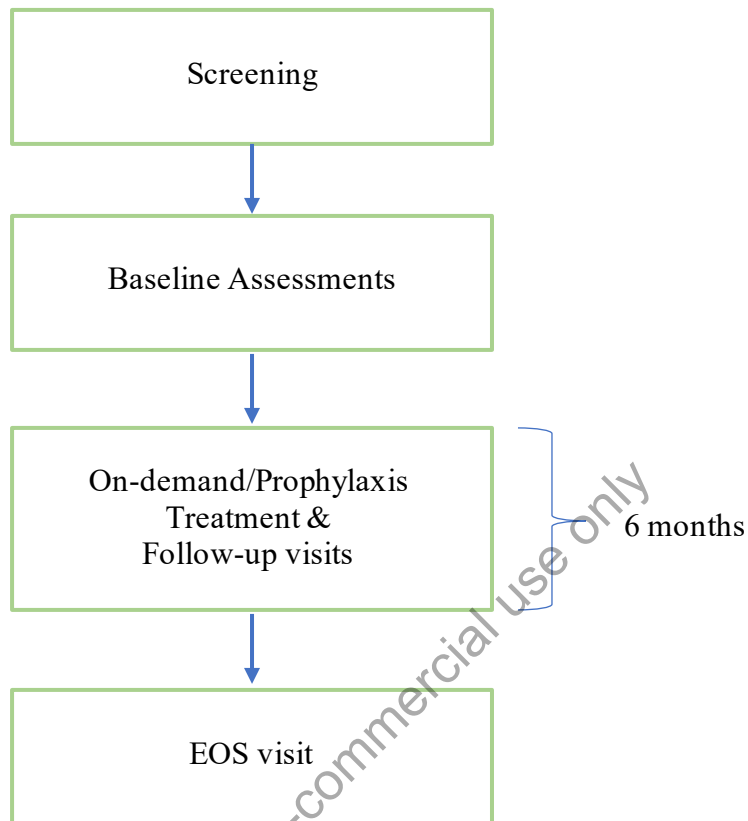 Screening
Baseline Assessments
On-demand/Prophylaxis
Treatment &
Follow-up visits
6 months
EOS visit
-commercial use only